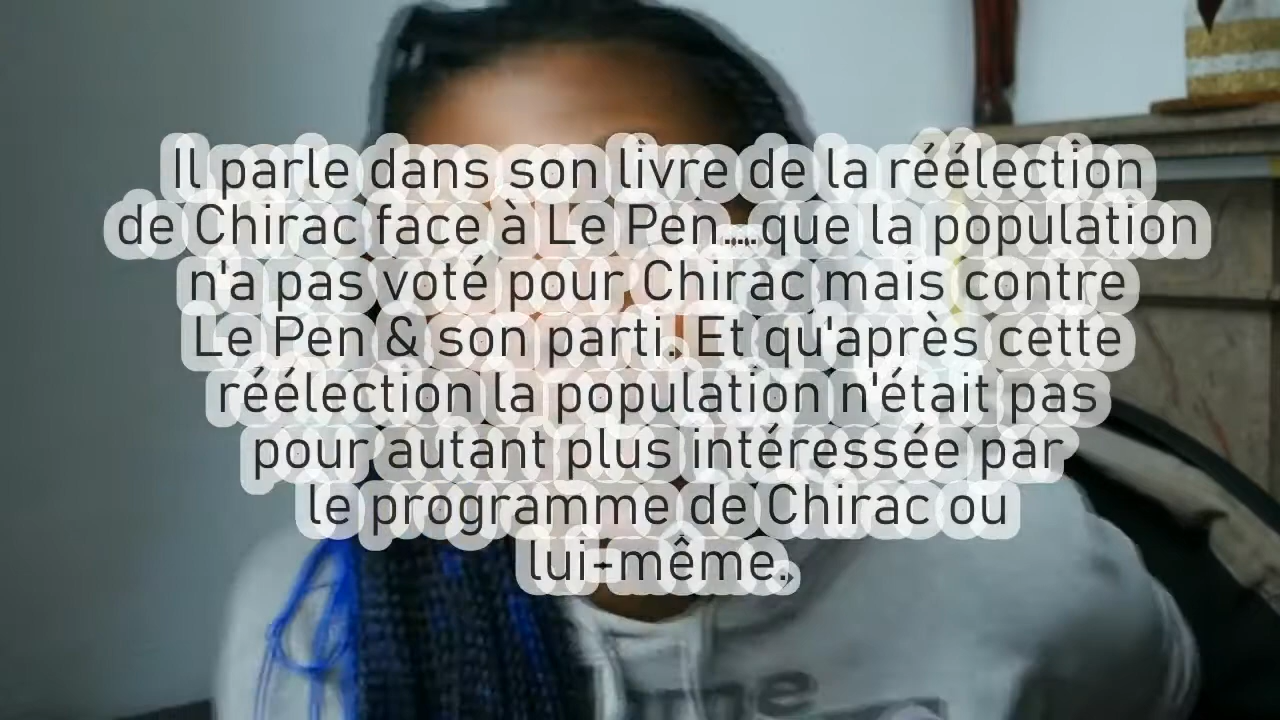 Il parle dans son livre de la réélection
de Chirac face à Le Pen.... que la population
n'a pas voté pour Chirac mais contre
Le Pen & son parti. Et qu'après cette
réélection la population n'était pas
pour autant plus intéressée par
le programme de Chirac ou
lui-même.